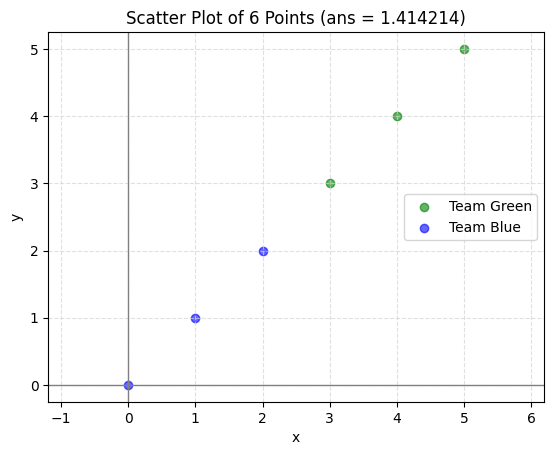 Scatter Plot of 6 Points (ans = 1.414214)
5
4
3
2
1
0
y
Team Green
Team Blue
−1 0 1 2 3 4 5 6
x